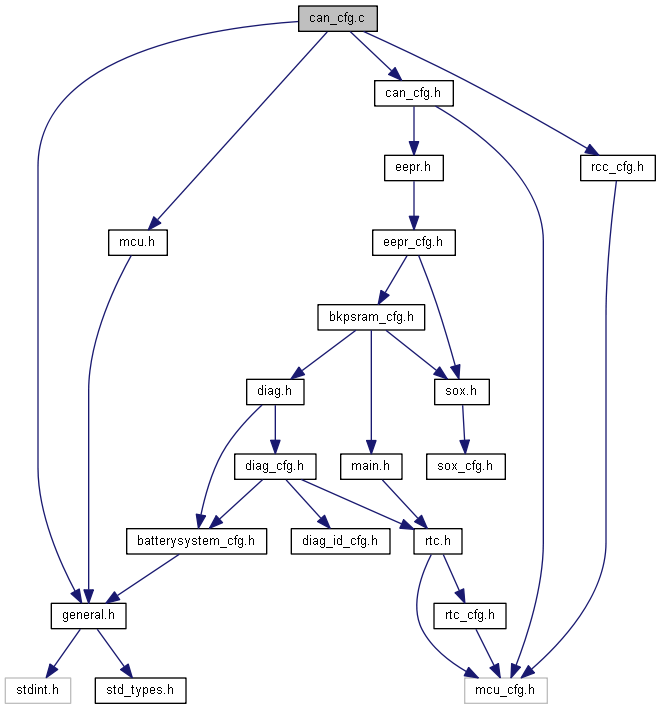 can_cfg.c
can_cfg.h
eepr.h
rcc_cfg.h
mcu.h
eepr_cfg.h
bkpsram_cfg.h
diag.h
sox.h
diag_cfg.h
main.h
sox_cfg.h
batterysystem_cfg.h
diag_id_cfg.h
rtc.h
general.h
rtc_cfg.h
stdint.h
std_types.h
mcu_cfg.h